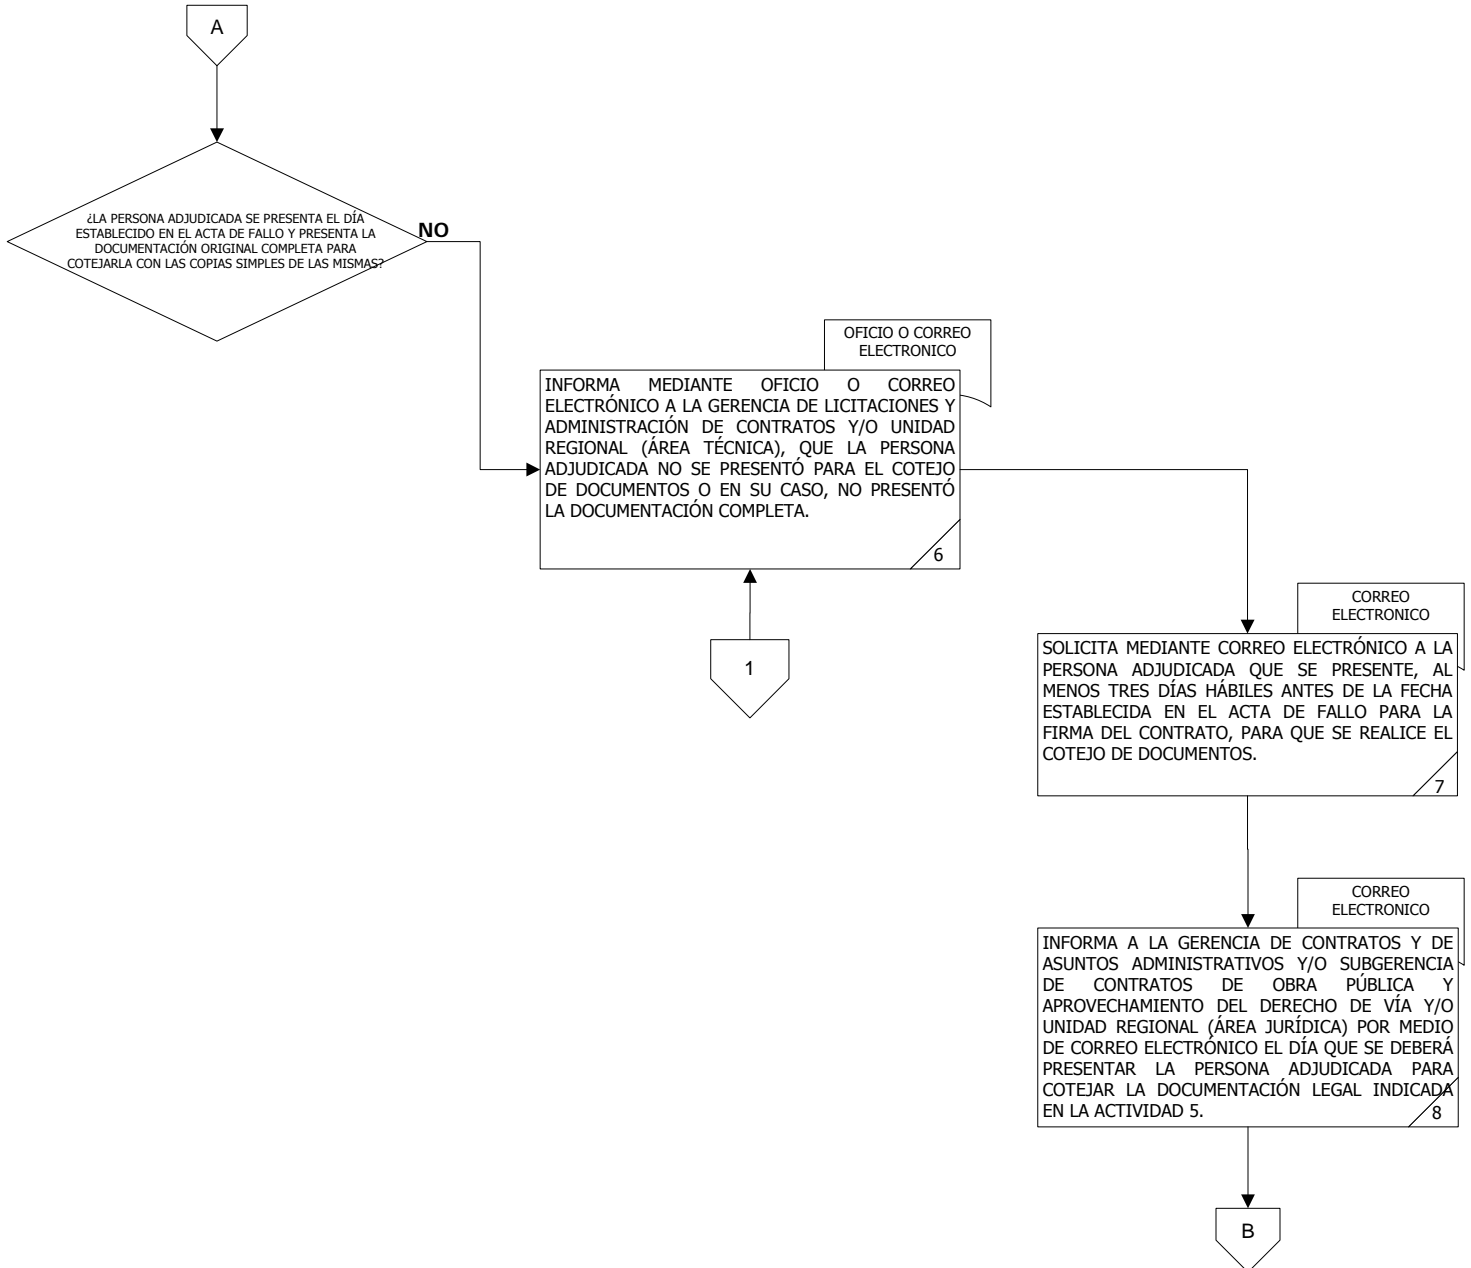 A
¿LA PERSONA ADJUDICADA SE PRESENTA EL DÍA
ESTABLECIDO EN EL ACTA DE FALLO Y PRESENTA LA
DOCUMENTACIÓN ORIGINAL COMPLETA PARA
COTEJARLA CON LAS COPIAS SIMPLES DE LAS MISMAS?
NO
OFICIO O CORREO
ELECTRONICO
INFORMA MEDIANTE OFICIO O CORREO
ELECTRÓNICO A LA GERENCIA DE LICITACIONES Y
ADMINISTRACIÓN DE CONTRATOS Y/O UNIDAD
REGIONAL (ÁREA TÉCNICA), QUE LA PERSONA
ADJUDICADA NO SE PRESENTÓ PARA EL COTEJO
DE DOCUMENTOS O EN SU CASO, NO PRESENTÓ
LA DOCUMENTACIÓN COMPLETA.
6
1
CORREO
ELECTRONICO
SOLICITA MEDIANTE CORREO ELECTRÓNICO A LA
PERSONA ADJUDICADA QUE SE PRESENTE, AL
MENOS TRES DÍAS HÁBILES ANTES DE LA FECHA
ESTABLECIDA EN EL ACTA DE FALLO PARA LA
FIRMA DEL CONTRATO, PARA QUE SE REALICE EL
COTEJO DE DOCUMENTOS.
7
CORREO
ELECTRONICO
INFORMA A LA GERENCIA DE CONTRATOS Y DE
ASUNTOS ADMINISTRATIVOS Y/O SUBGERENCIA
DE CONTRATOS DE OBRA PÚBLICA Y
APROVECHAMIENTO DEL DERECHO DE VÍA Y/O
UNIDAD REGIONAL (ÁREA JURÍDICA) POR MEDIO
DE CORREO ELECTRÓNICO EL DÍA QUE SE DEBERÁ
PRESENTAR LA PERSONA ADJUDICADA PARA
COTEJAR LA DOCUMENTACIÓN LEGAL INDICADA
EN LA ACTIVIDAD 5.
8
B